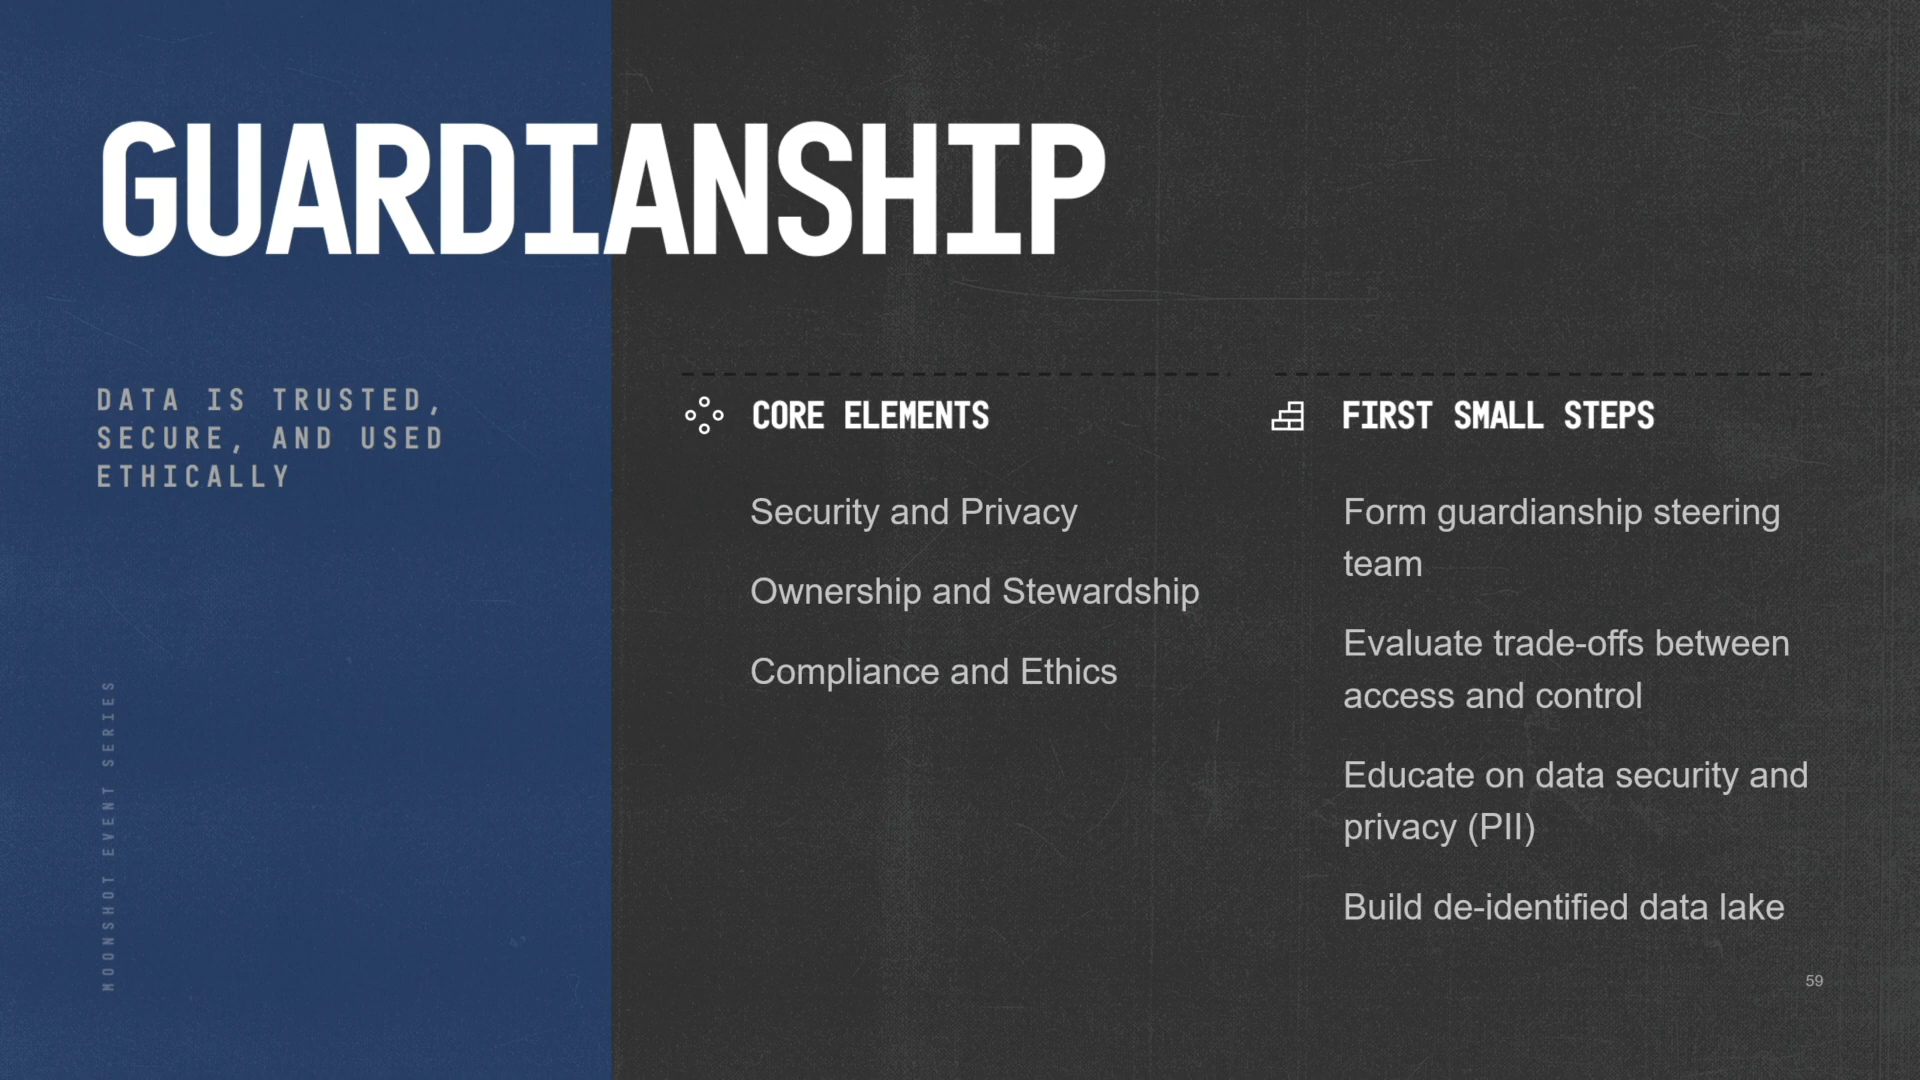 GUARDIANSHIP
DATA IS TRUSTED,
SECURE, AND USED
ETHICALLY
MOONSHOT EVENT SERIES
CORE ELEMENTS
Security and Privacy
Ownership and Stewardship
Compliance and Ethics
FIRST SMALL STEPS
Form guardianship steering
team
Evaluate trade-offs between
access and control
Educate on data security and
privacy (PII)
Build de-identified data lake
59